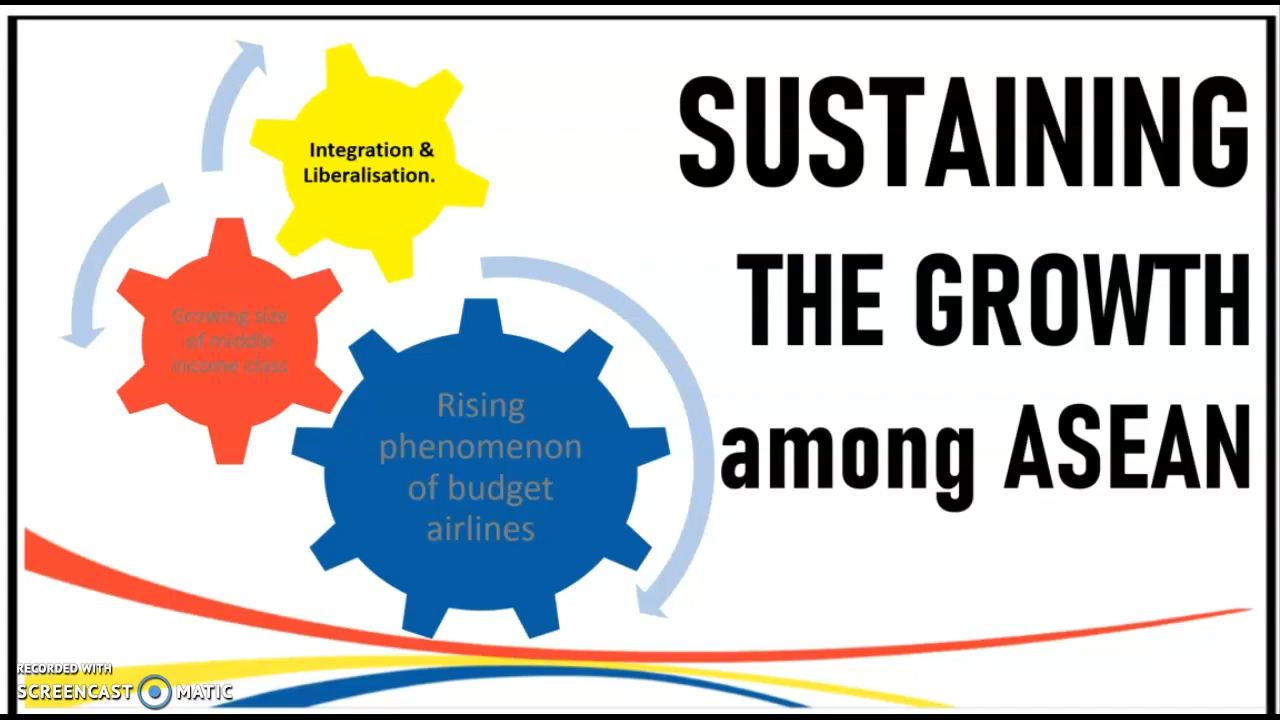 SUSTAINING
THE GROWTH
among ASEAN
Integration &
Liberalisation.
Growing size
of middle
income class
Rising
phenomenon
of budget
airlines
RECORDED WITH
SCREENCAST MATIC